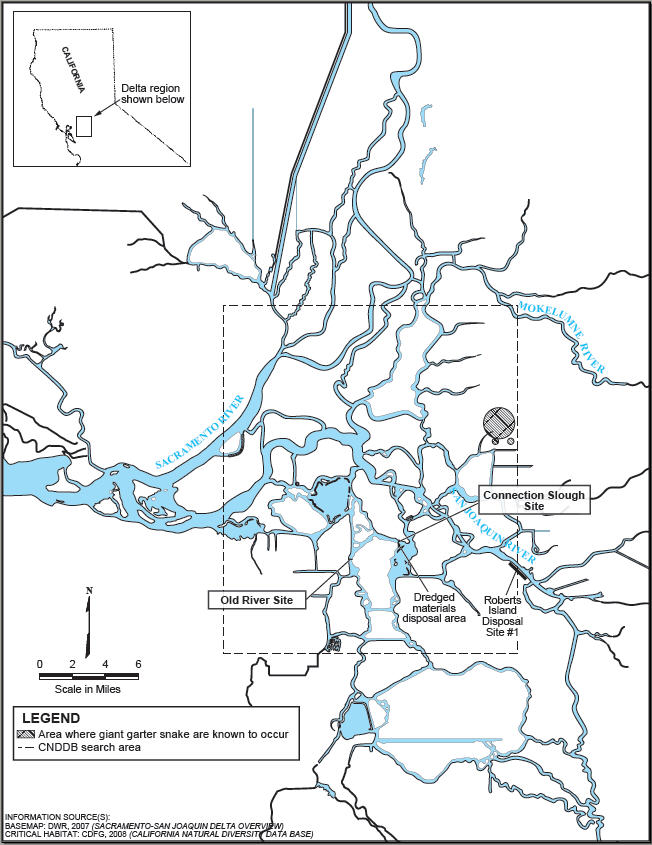 CALIFORNIA
Delta region
shown below
MOKELUMNE RIVER
SACRAMENTO RIVER
SAN JOAQUIN RIVER
Connection Slough
Site
Old River Site
Dredged
materials
disposal area
Roberts
Island
Disposal
Site #1
N
0 2 4 6
Scale in Miles
LEGEND
Area where giant garter snake are known to occur
CNDDB search area
INFORMATION SOURCE(S):
BASEMAP: DWR, 2007 (SACRAMENTO-SAN JOAQUIN DELTA OVERVIEW)
CRITICAL HABITAT: CDFG, 2008 (CALIFORNIA NATURAL DIVERSITY DATA BASE)